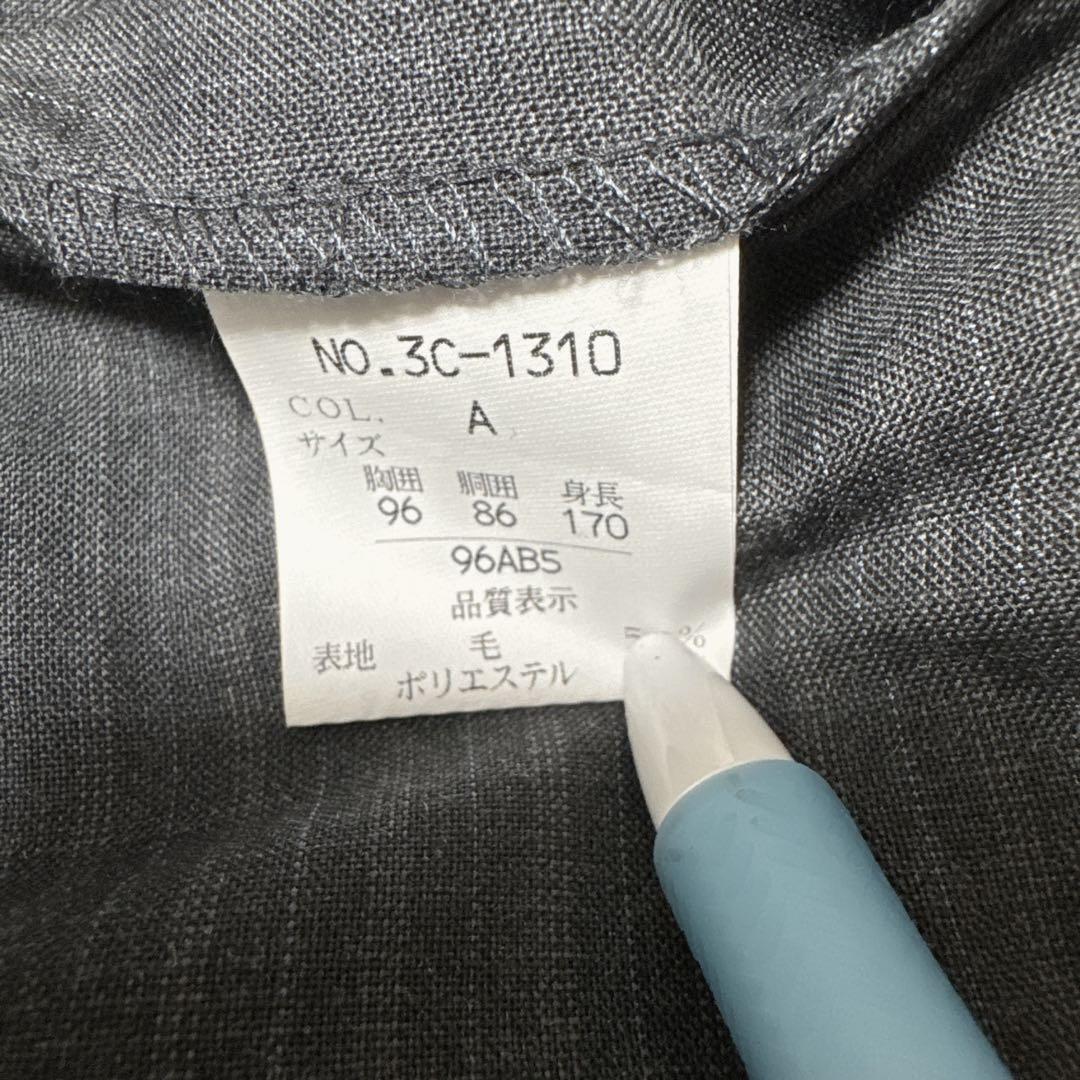 NO.3C-1310
COL. A
サイズ
胸囲 胴囲 身長
96 86 170
96AB5
品質表示
表地 毛 %
ポリエステル